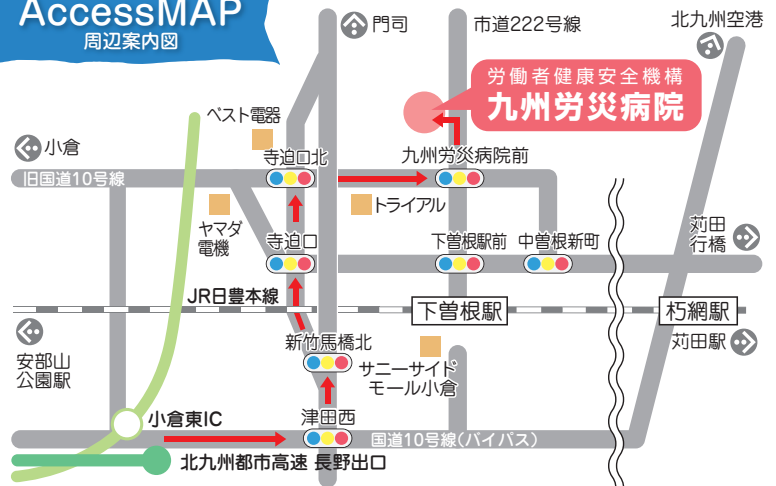 AccessMAP
周辺案内図
門司
市道222号線
北九州空港
労働者健康安全機構
九州労災病院
ベスト電器
小倉
寺迫口北
九州労災病院前
旧国道10号線
トライアル
ヤマダ
電機
寺迫口
下曽根駅前
中曽根新町
苅田
行橋
JR日豊本線
下曽根駅
朽網駅
安部山
公園駅
新竹馬橋北
サニーサイド
モール小倉
苅田駅
小倉東IC
津田西
国道10号線(バイパス)
北九州都市高速 長野出口